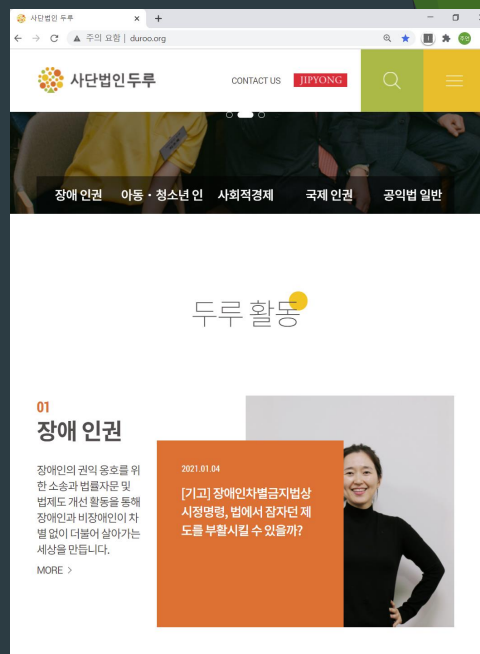 사단법인 두루
주의 요함 | duroo.org
사단법인두루
CONTACT US
JIPYONG
장애 인권
아동・청소년 인
사회적경제
국제 인권
공익법 일반
두루 활동
01
장애 인권
장애인의 권익 옹호를 위
한 소송과 법률자문 및
법제도 개선 활동을 통해
장애인과 비장애인이 차
별 없이 더불어 살아가는
세상을 만듭니다.
MORE >
2021.01.04
[기고] 장애인차별금지법상
시정명령, 법에서 잠자던 제
도를 부활시킬 수 있을까?